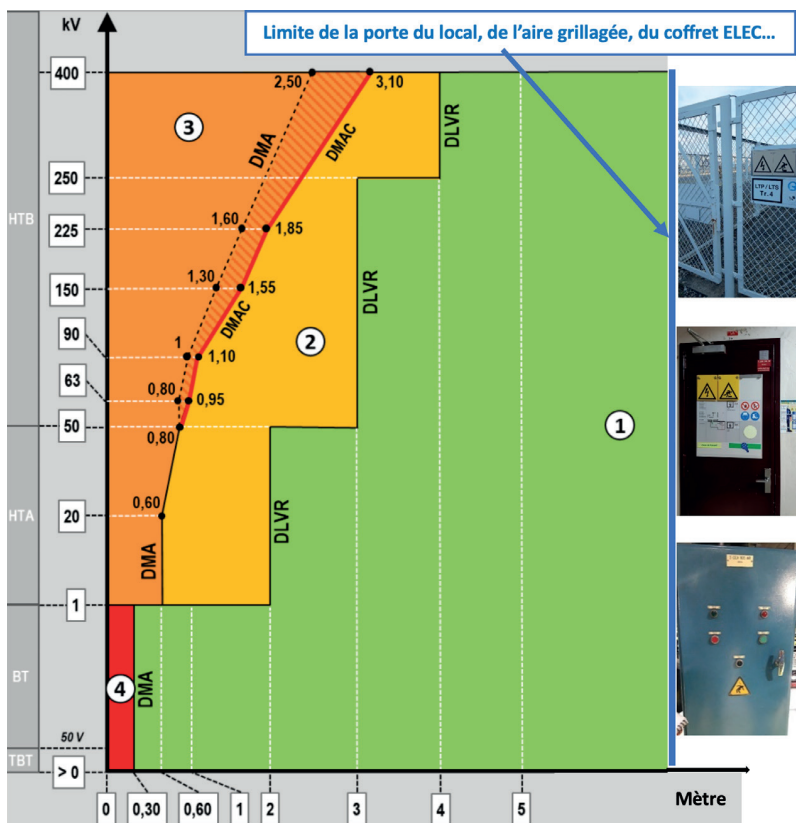 kV
Limite de la porte du local, de l'aire grillagée, du coffret ELEC...
400
2,50
3,10
3
DMA
DMAC
DLVR
250
HTB
225
1,60
1,85
LTP / LTS
Tr. 4
150
1,30
1,55
DMAC
DLVR
90
1
1,10
2
63
0,80
0,95
50
0,80
1
HTA
20
0,60
DMA
DLVR
1
BT
4
DMA
50 V
TBT
> 0
0
0,30
0,60
1
2
3
4
5
Mètre